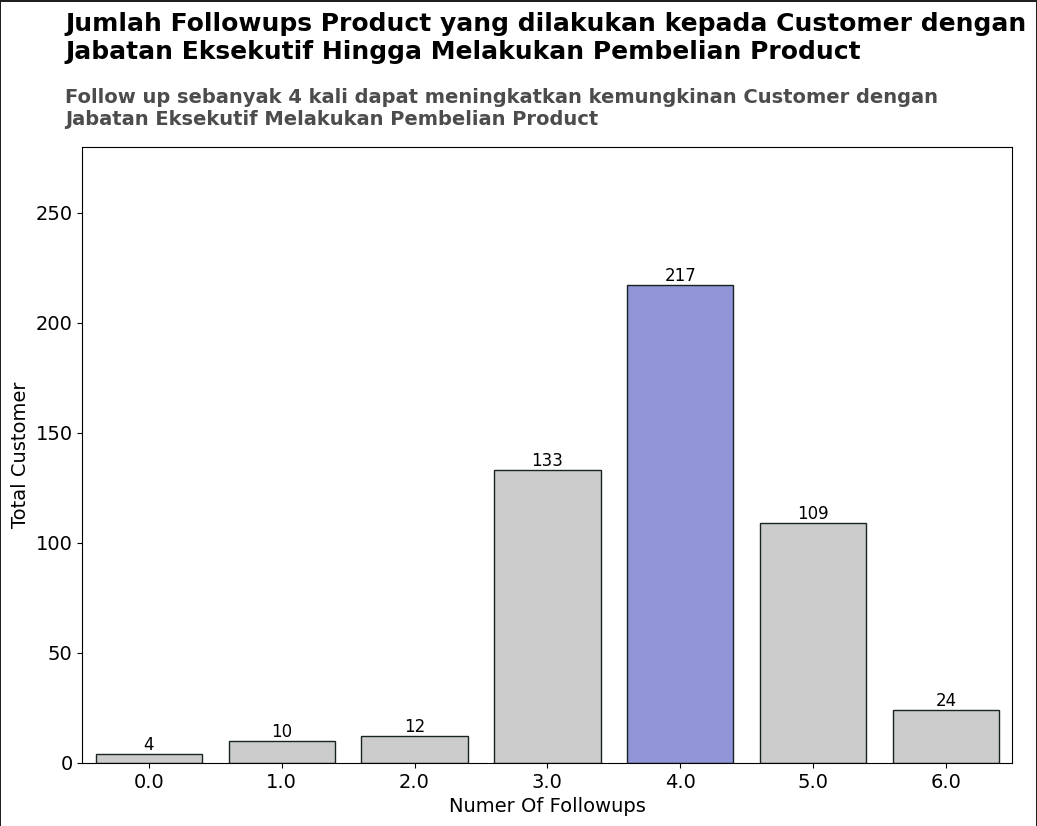 Jumlah Followups Product yang dilakukan kepada Customer dengan
Jabatan Eksekutif Hingga Melakukan Pembelian Product
Follow up sebanyak 4 kali dapat meningkatkan kemungkinan Customer dengan
Jabatan Eksekutif Melakukan Pembelian Product
Total Customer
250
200
150
100
50
0
4
10
12
133
217
109
24
0.0 1.0 2.0 3.0 4.0 5.0 6.0
Numer Of Followups